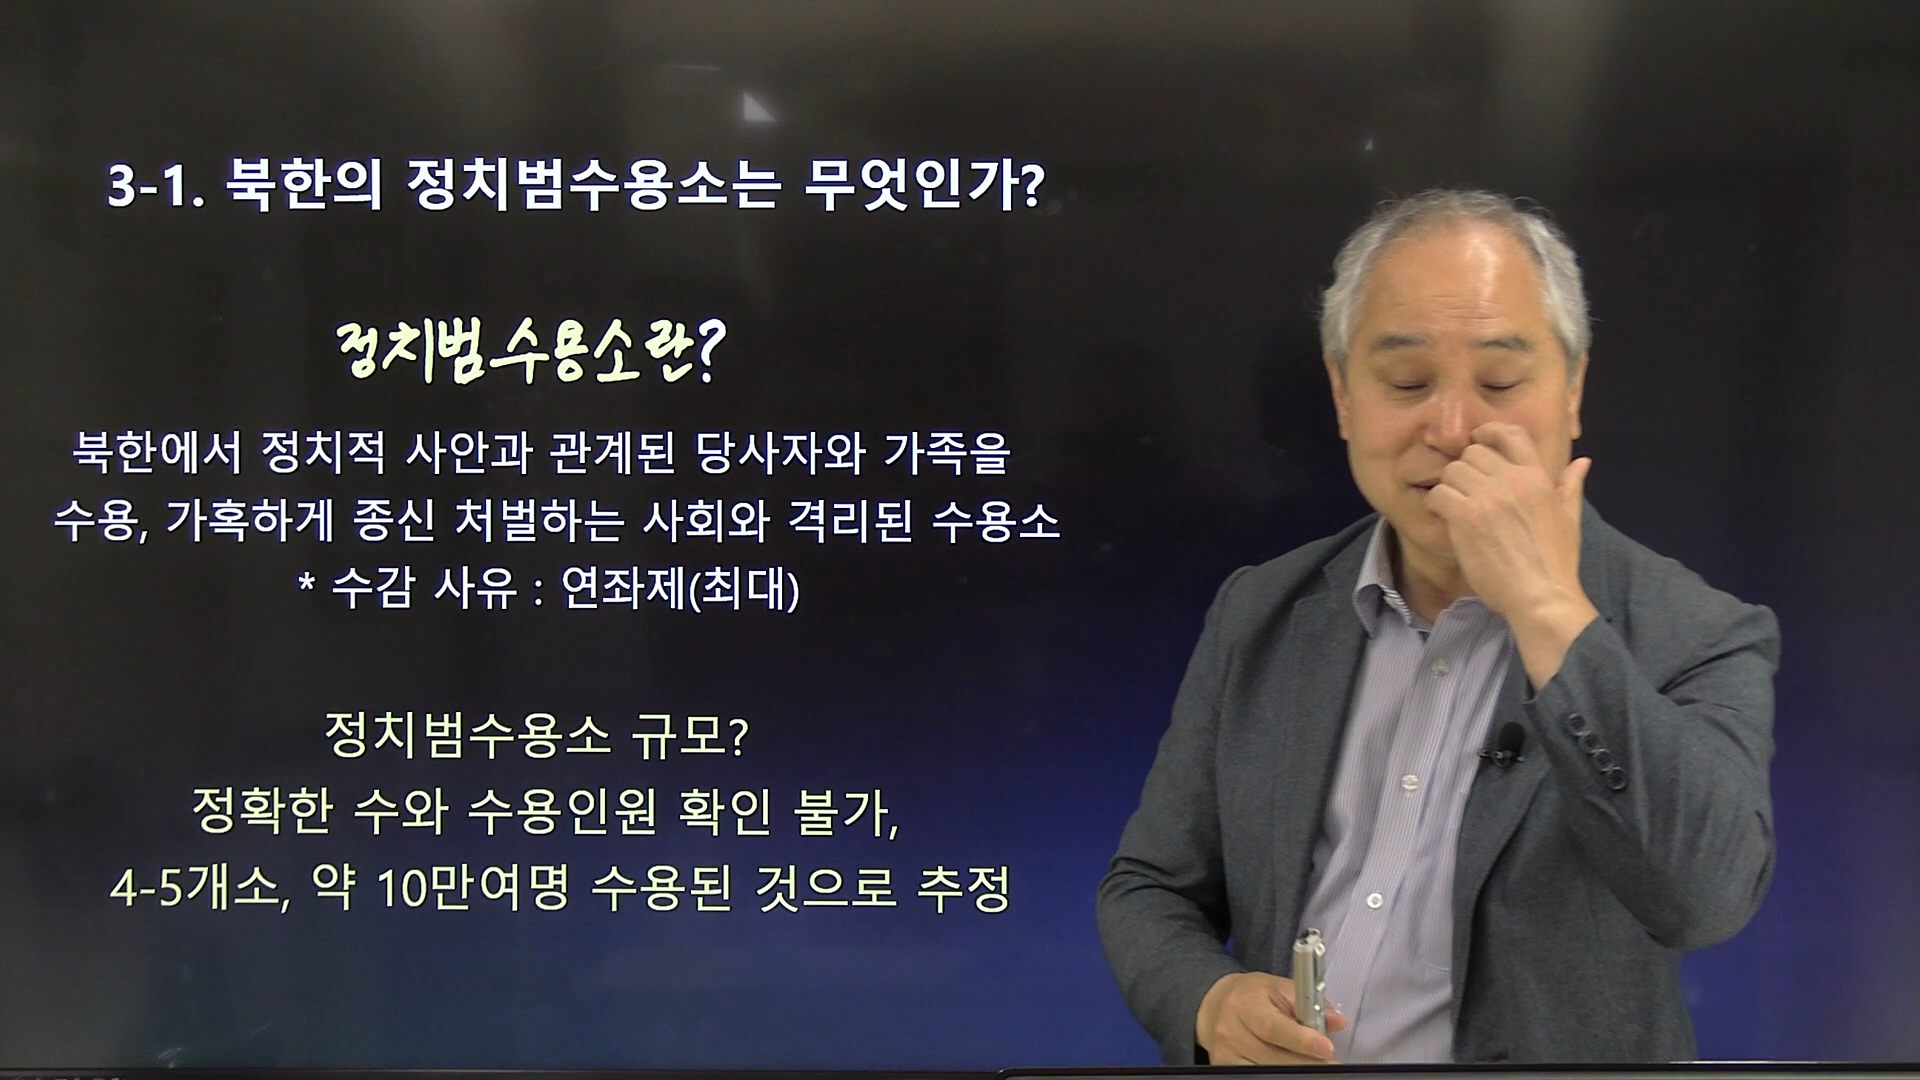 3-1. 북한의 정치범수용소는 무엇인가?
정치범수용소란?
북한에서 정치적 사안과 관계된 당사자와 가족을
수용, 가혹하게 종신 처벌하는 사회와 격리된 수용소
* 수감 사유 : 연좌제(최대)
정치범수용소 규모?
정확한 수와 수용인원 확인 불가,
4-5개소, 약 10만여명 수용된 것으로 추정